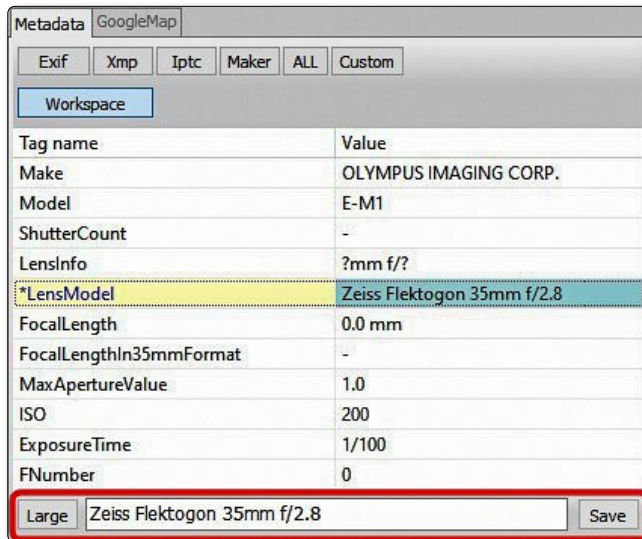 Metadata GoogleMap
Exif Xmp Iptc Maker ALL Custom
Workspace
Tag name Value
Make OLYMPUS IMAGING CORP.
Model E-M1
ShutterCount -
LensInfo ?mm f/?
*LensModel Zeiss Flektogon 35mm f/2.8
FocalLength 0.0 mm
FocalLengthIn35mmFormat -
MaxApertureValue 1.0
ISO 200
ExposureTime 1/100
FNumber 0
Large Zeiss Flektogon 35mm f/2.8 Save